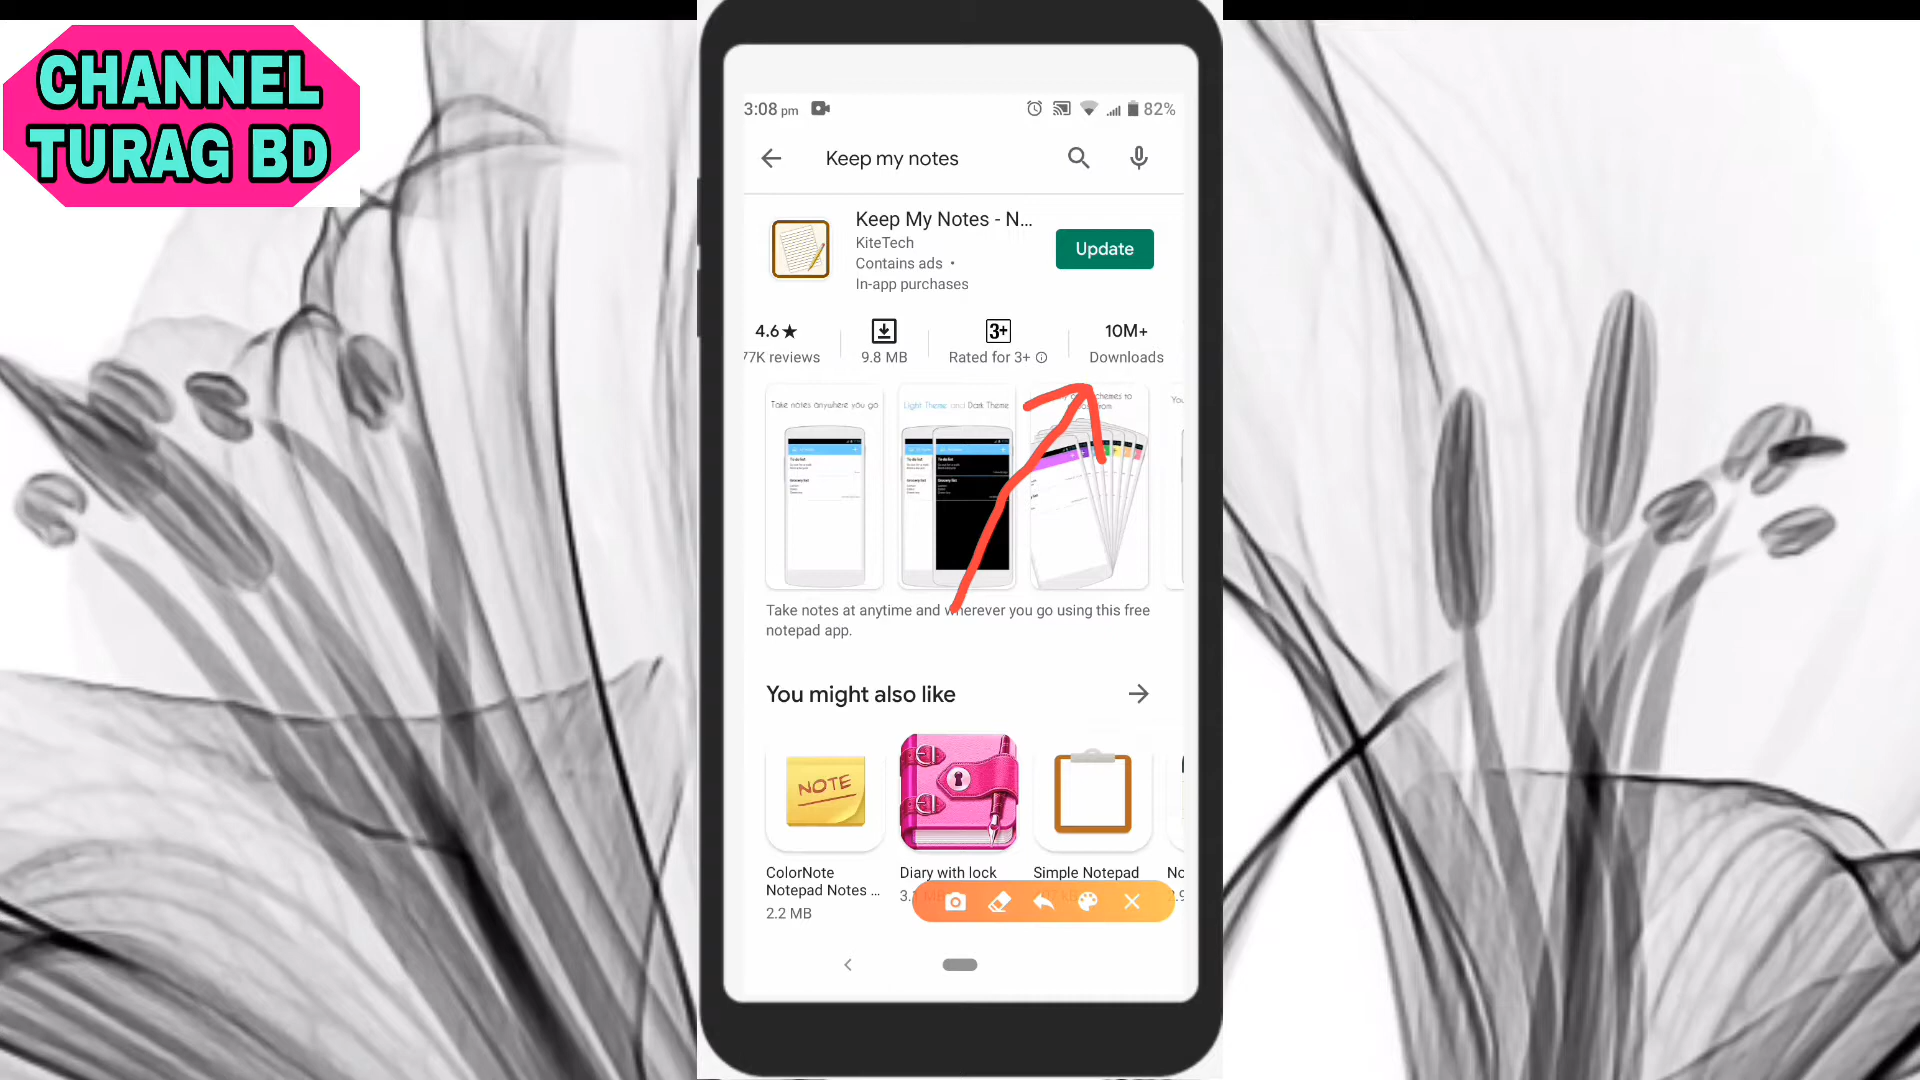 CHANNEL
TURAG BD
3:08 pm
82%
Keep my notes
Keep My Notes - N...
KiteTech
Contains ads •
In-app purchases
Update
4.6★
77K reviews
9.8 MB
3+
Rated for 3+
10M+
Downloads
Take notes anywhere you go
Light Theme and Dark Theme
schemes to
Take notes at anytime and wherever you go using this free
notepad app.
You might also like
NOTE
ColorNote
Notepad Notes ...
2.2 MB
Diary with lock
Simple Notepad